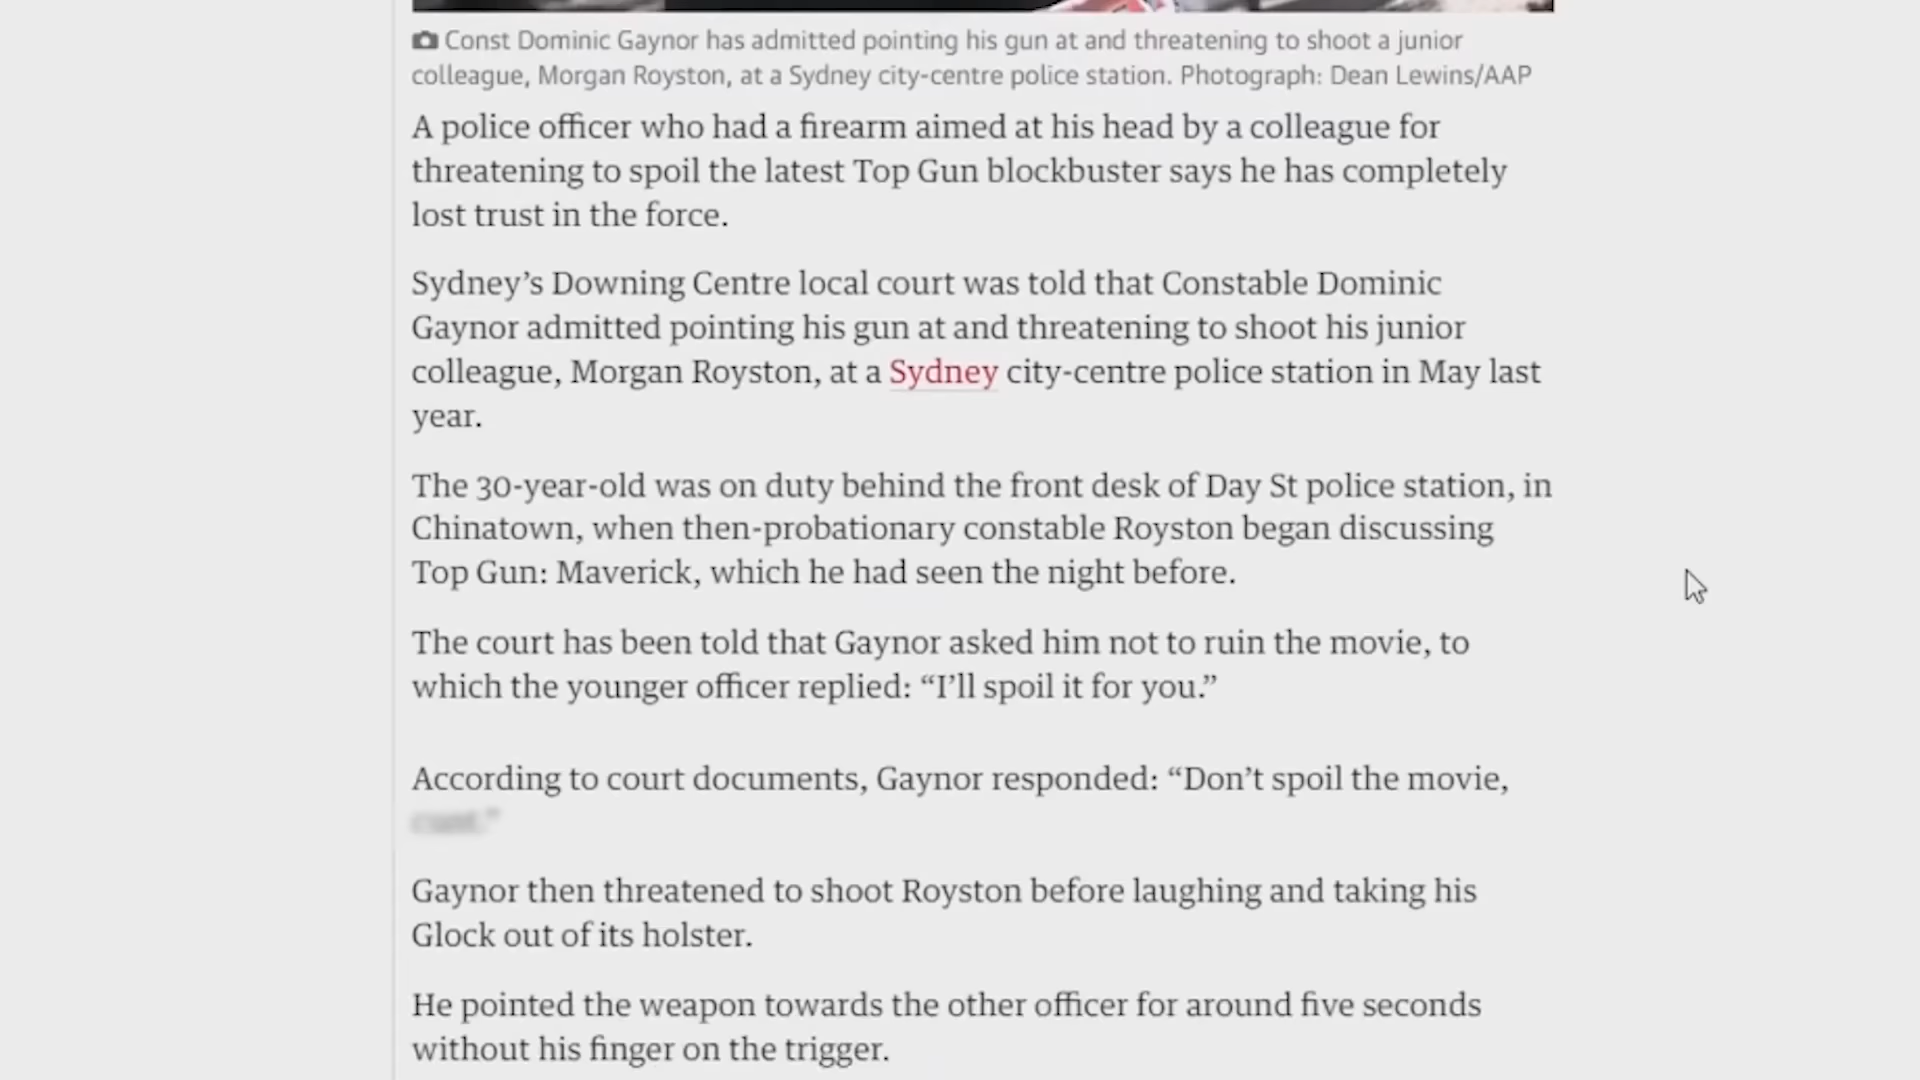 Const Dominic Gaynor has admitted pointing his gun at and threatening to shoot a junior
colleague, Morgan Royston, at a Sydney city-centre police station. Photograph: Dean Lewins/AAP
A police officer who had a firearm aimed at his head by a colleague for
threatening to spoil the latest Top Gun blockbuster says he has completely
lost trust in the force.
Sydney’s Downing Centre local court was told that Constable Dominic
Gaynor admitted pointing his gun at and threatening to shoot his junior
colleague, Morgan Royston, at a Sydney city-centre police station in May last
year.
The 30-year-old was on duty behind the front desk of Day St police station, in
Chinatown, when then-probationary constable Royston began discussing
Top Gun: Maverick, which he had seen the night before.
The court has been told that Gaynor asked him not to ruin the movie, to
which the younger officer replied: “I’ll spoil it for you.”
According to court documents, Gaynor responded: “Don’t spoil the movie,
Gaynor then threatened to shoot Royston before laughing and taking his
Glock out of its holster.
He pointed the weapon towards the other officer for around five seconds
without his finger on the trigger.